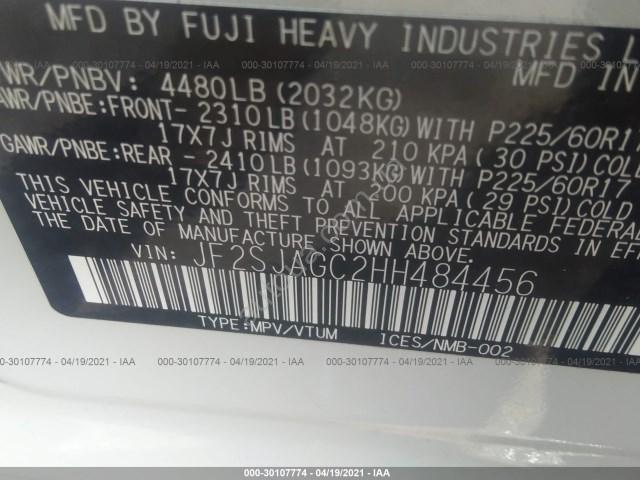 MFD BY FUJI HEAVY INDUSTRIES
MFD IN
WR/PNBV: 4480LB (2032KG)
AWR/PNBE:FRONT- 2310LB (1048KG) WITH P225/60R17
17X7J RIMS AT 210 KPA (30 PSI) COLD
GAWR/PNBE:REAR - 2410LB (1093KG) WITH P225/60R17
17X7J RIMS AT 200 KPA (29 PSI) COLD
THIS VEHICLE CONFORMS TO ALL APPLICABLE FEDERAL
VEHICLE SAFETY AND THEFT PREVENTION STANDARDS IN EFF
THE DATE OF MANUFACTURE SHOWN ABOVE.
VIN: JF2SJAGC2HH484456
TYPE:MPV/VTUM ICES/NMB-002
000-30107774 - 04/19/2021 - IAA